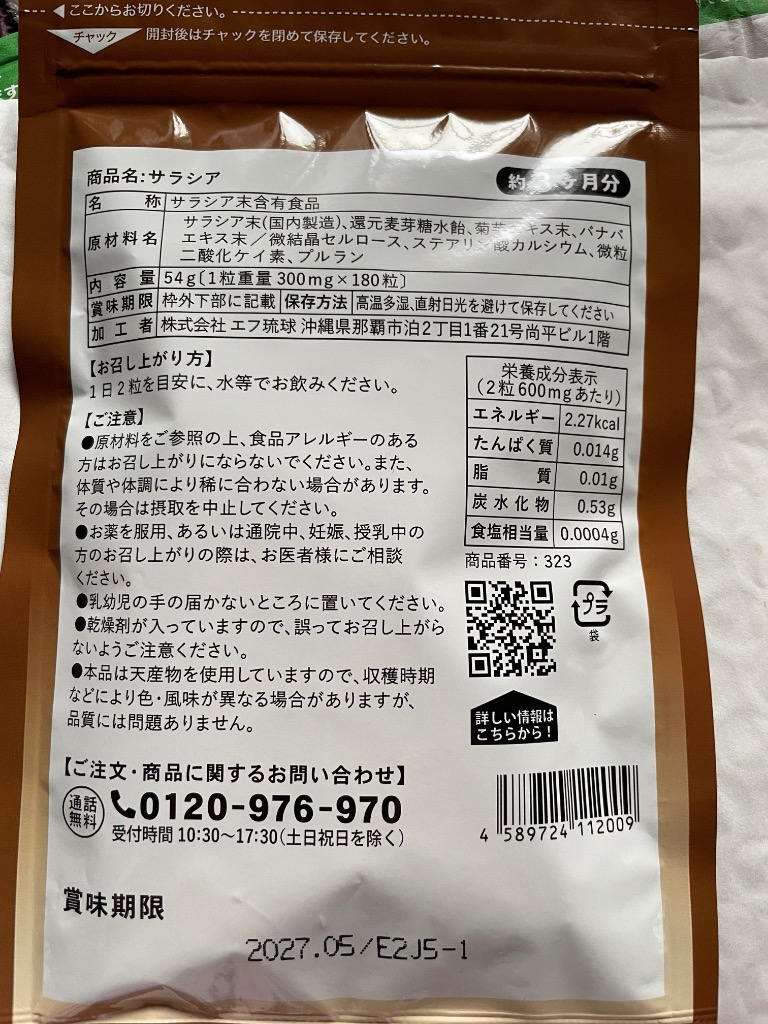 ◀ここからお切りください。
チャック 開封後はチャックを閉めて保存してください。
商品名:サラシア
約 ヶ月分
名 称 サラシア末含有食品
原材料名 サラシア末(国内製造)、還元麦芽糖水飴、菊芋エキス末、バナバ
エキス末／微結晶セルロース、ステアリン酸カルシウム、微粒
二酸化ケイ素、プルラン
内容量 54g〔1粒重量 300mg×180粒〕
賞味期限 枠外下部に記載 保存方法 高温多湿、直射日光を避けて保存してください
加工者 株式会社 エフ琉球 沖縄県那覇市泊2丁目1番21号尚平ビル1階
【お召し上がり方】
1日2粒を目安に、水等でお飲みください。
【ご注意】
●原材料をご参照の上、食品アレルギーのある
方はお召し上がりにならないでください。また、
体質や体調により稀に合わない場合があります。
その場合は摂取を中止してください。
●お薬を服用、あるいは通院中、妊娠、授乳中の
方のお召し上がりの際は、お医者様にご相談
ください。
●乳幼児の手の届かないところに置いてください。
●乾燥剤が入っていますので、誤ってお召し上がら
ないようご注意ください。
●本品は天産物を使用していますので、収穫時期
などにより色・風味が異なる場合がありますが、
品質には問題ありません。
栄養成分表示
(2粒600mgあたり)
エネルギー 2.27kcal
たんぱく質 0.014g
脂質 0.01g
炭水化物 0.53g
食塩相当量 0.0004g
商品番号：323
プラ
袋
詳しい情報は
こちらから！
【ご注文・商品に関するお問い合わせ】
通話
無料
0120-976-970
受付時間 10:30〜17:30(土日祝日を除く)
4 589724 112009
賞味期限
2027.05/E2J5-1